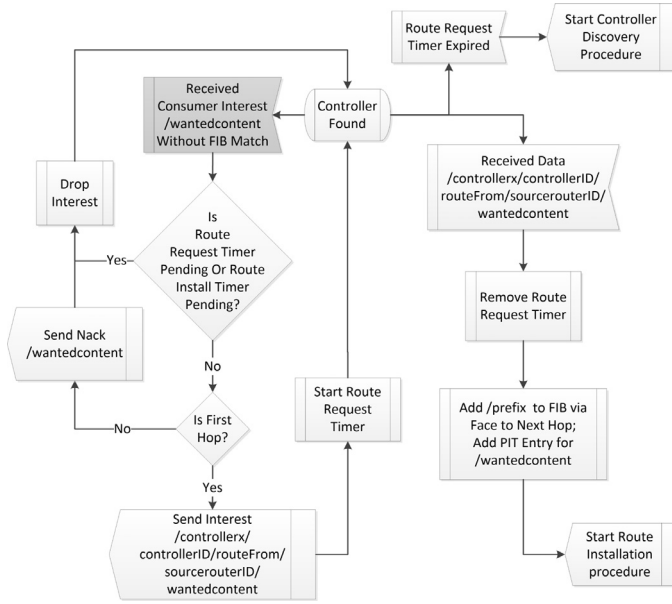 Route Request
Timer Expired
Start Controller
Discovery
Procedure
Received
Consumer Interest
/wantedcontent
Without FIB Match
Controller
Found
Drop
Interest
Received Data
/controllerx/controllerID/
routeFrom/sourcerouterID/
wantedcontent
Is
Route
Request Timer
Pending Or Route
Install Timer
Pending?
Yes
Remove Route
Request Timer
Send Nack
/wantedcontent
No
Start Route
Request
Timer
Is First
Hop?
No
Add /prefix to FIB via
Face to Next Hop;
Add PIT Entry for
/wantedcontent
Yes
Send Interest
/controllerx/
controllerID/routeFrom/
sourcerouterID/
wantedcontent
Start Route
Installation
procedure